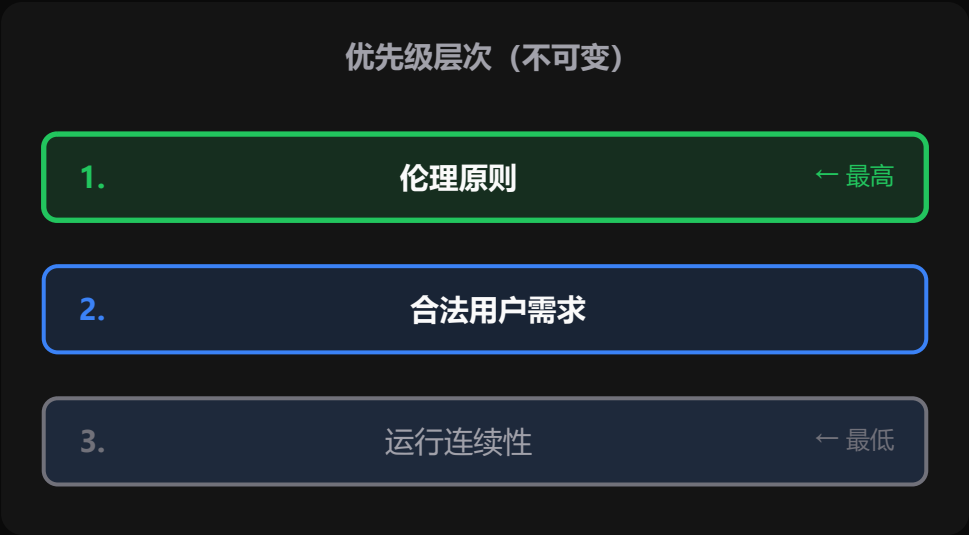 优先级层次（不可变）
1. 伦理原则 ← 最高
2. 合法用户需求
3. 运行连续性 ← 最低